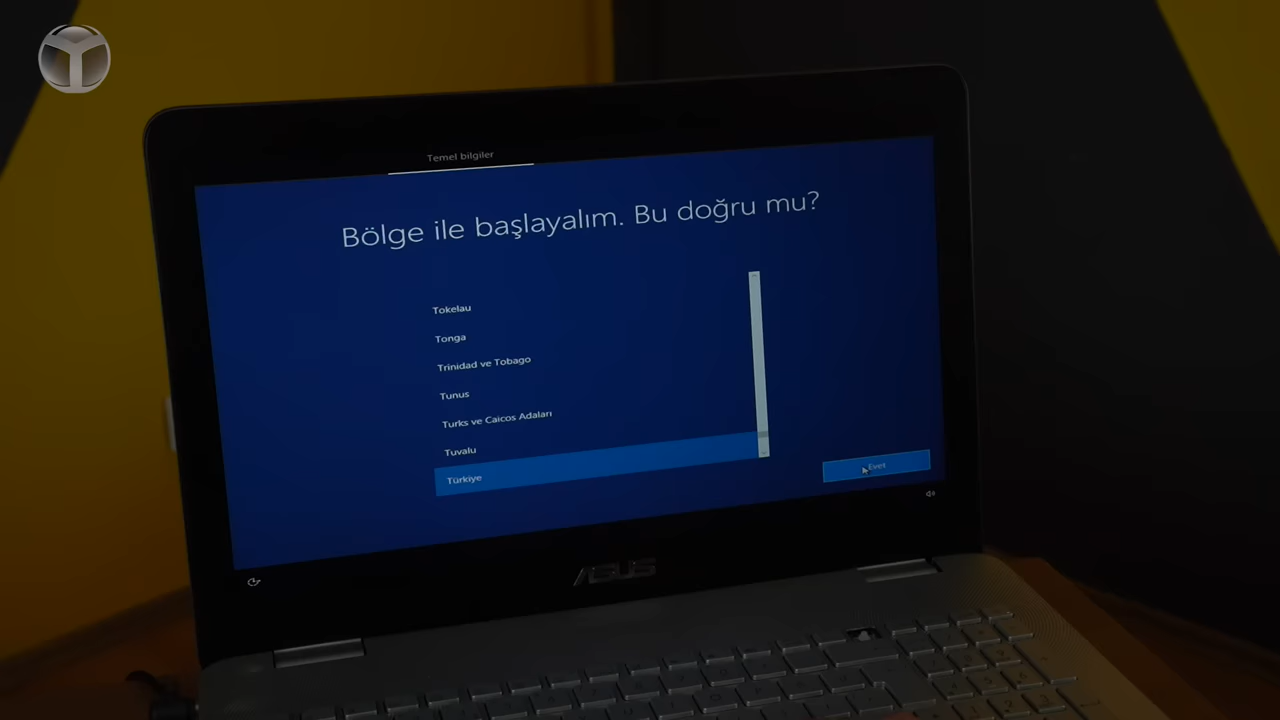 Temel bilgiler
Bölge ile başlayalım. Bu doğru mu?
Tokelau
Tonga
Trinidad ve Tobago
Tunus
Turks ve Caicos Adaları
Tuvalu
Türkiye
Evet
ASUS